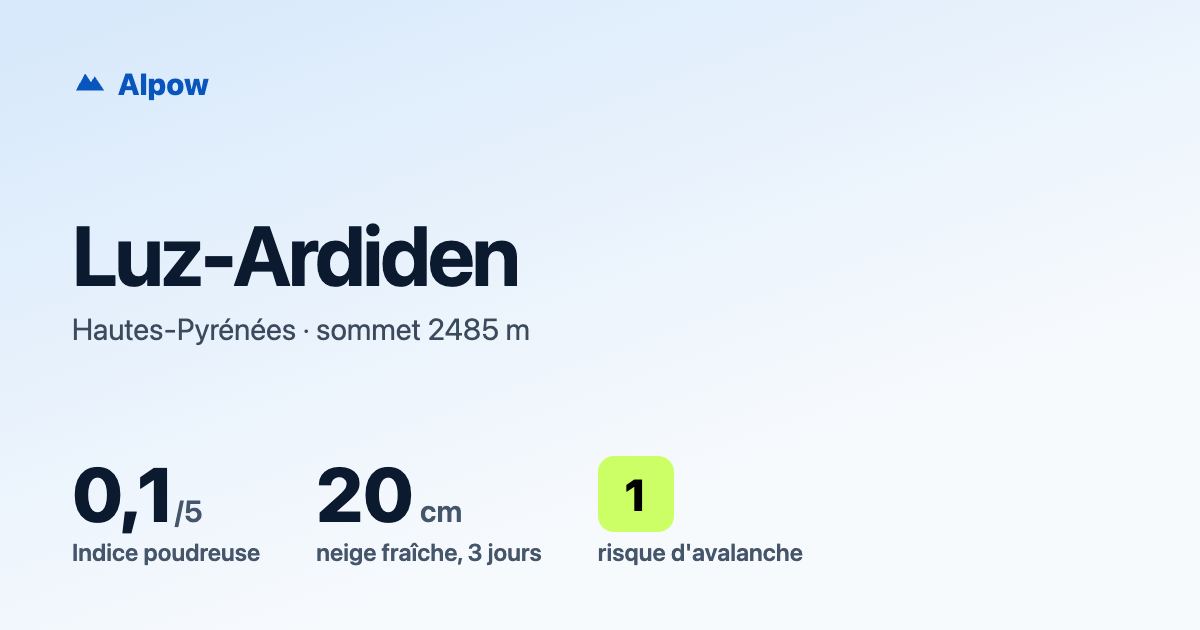 Alpow
Luz-Ardiden
Hautes-Pyrénées · sommet 2485 m
0,1/5
Indice poudreuse
20 cm
neige fraîche, 3 jours
1
risque d'avalanche